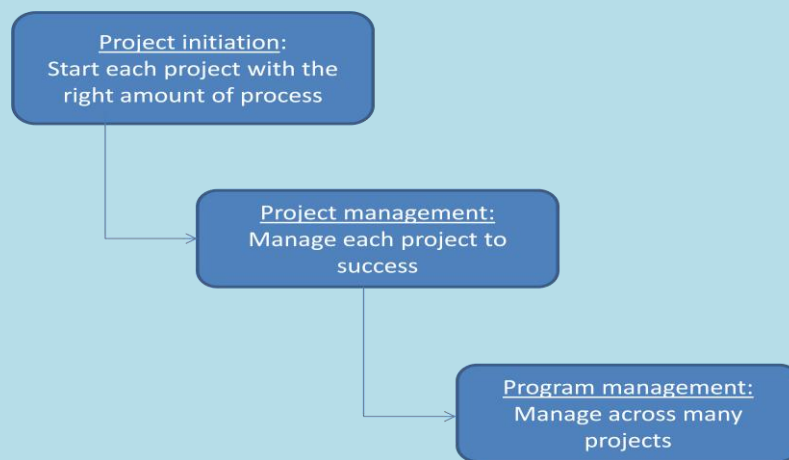 Project initiation:
Start each project with the
right amount of process
Project management:
Manage each project to
success
Program management:
Manage across many
projects